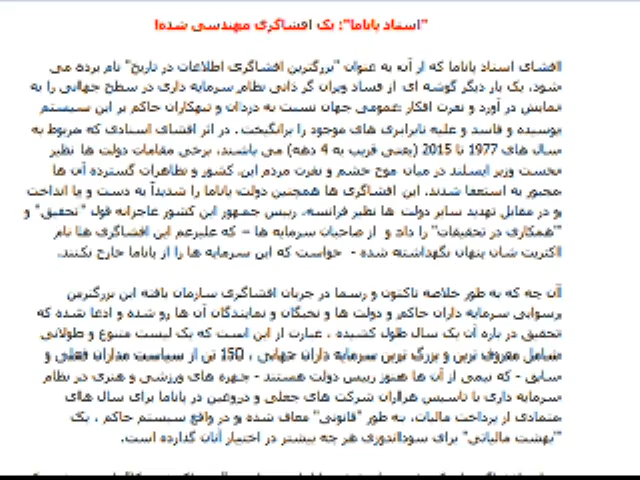 "اسناد پاناما": یک افشاگری مهندسی شده!
افشای اسناد پاناما که از آن به عنوان "بزرگترین افشاگری اطلاعات در تاریخ" نام برده می
شود، یک بار دیگر گوشه ای از فساد ویران گر ذاتی نظام سرمایه داری در سطح جهانی را به
نمایش در آورد و نفرت افکار عمومی جهان نسبت به دزدان و تبهکاران حاکم بر این سیستم
پوسیده و فاسد و علیه نابرابری های موجود را برانگیخت. در اثر افشای اسنادی که مربوط به
سال های 1977 تا 2015 (یعنی قریب به 4 دهه) می باشند، برخی مقامات دولت ها نظیر
نخست وزیر ایسلند در میان موج خشم و نفرت مردم این کشور و تظاهرات گسترده آن ها
مجبور به استعفا شدند. این افشاگری ها همچنین دولت پاناما را شدیداً به دست و پا انداخت
و در مقابل تهدید سایر دولت ها نظیر فرانسه، رییس جمهور این کشور عاجزانه قول "تحقیق" و
"همکاری در تحقیقات" را داد و از صاحبان سرمایه ها – که علیرغم این افشاگری ها نام
اکثریت شان پنهان نگهداشته شده - خواست که این سرمایه ها را از پاناما خارج نکنند.
آن چه که به طور خلاصه تاکنون و رسما در جریان افشاگری سازمان یافته این بزرگترین
رسوایی سرمایه داران حاکم و دولت ها و نخبگان و نمایندگان آن ها رو شده و ادعا شده که
تحقیق در باره آن یک سال طول کشیده ، عبارت از این است که یک لیست متنوع و طولانی
شامل معروف ترین و بزرگ ترین سرمایه داران جهانی ، 150 تن از سیاست مداران فعلی و
سابق - که نیمی از آن ها هنوز رییس دولت هستند - چهره های ورزشی و هنری در نظام
سرمایه داری با تاسیس هزاران شرکت های جعلی و دروغین در پاناما برای سال های
متمادی از پرداخت مالیات، به طور "قانونی" معاف شده و در واقع سیستم حاکم ، یک
"بهشت مالیاتی" برای سوداندوزی هر چه بیشتر در اختیار آنان گذارده است.